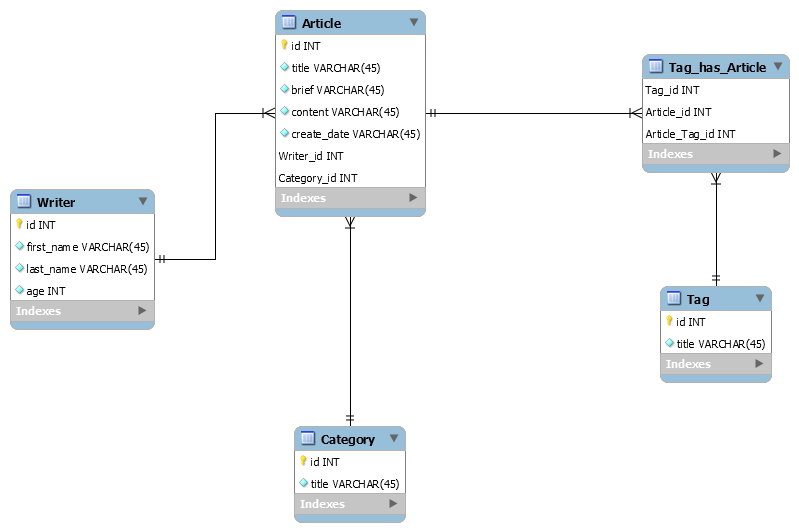 Article
id INT
title VARCHAR(45)
brief VARCHAR(45)
content VARCHAR(45)
create_date VARCHAR(45)
Writer_id INT
Category_id INT
Indexes
Tag_has_Article
Tag_id INT
Article_id INT
Article_Tag_id INT
Indexes
Writer
id INT
first_name VARCHAR(45)
last_name VARCHAR(45)
age INT
Indexes
Tag
id INT
title VARCHAR(45)
Indexes
Category
id INT
title VARCHAR(45)
Indexes